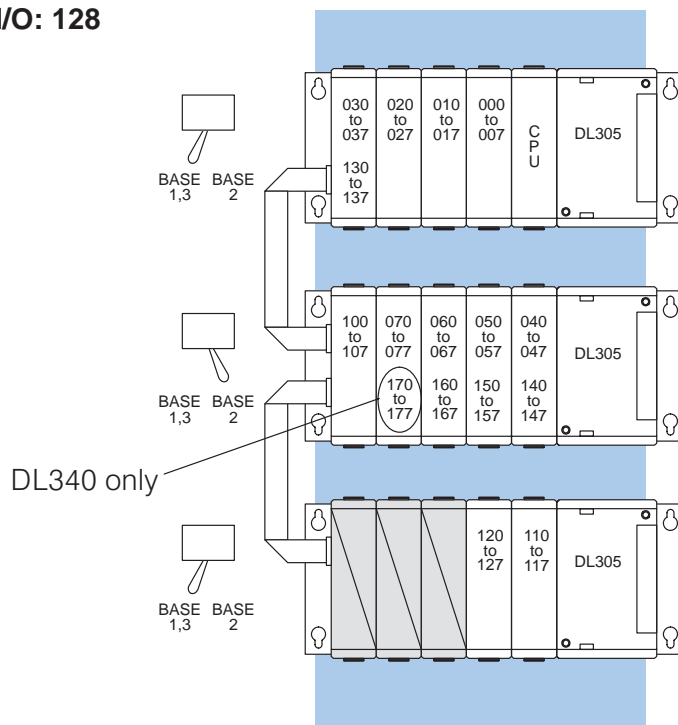 I/O: 128
030 020 010 000
to to to to
037 027 017 007
C
P
U
DL305
130
to
137
BASE BASE
1,3 2
100 070 060 050 040
to to to to to
107 077 067 057 047
DL305
170 160 150 140
to to to to
177 167 157 147
BASE BASE
1,3 2
DL340 only
120 110
to to
127 117
DL305
BASE BASE
1,3 2